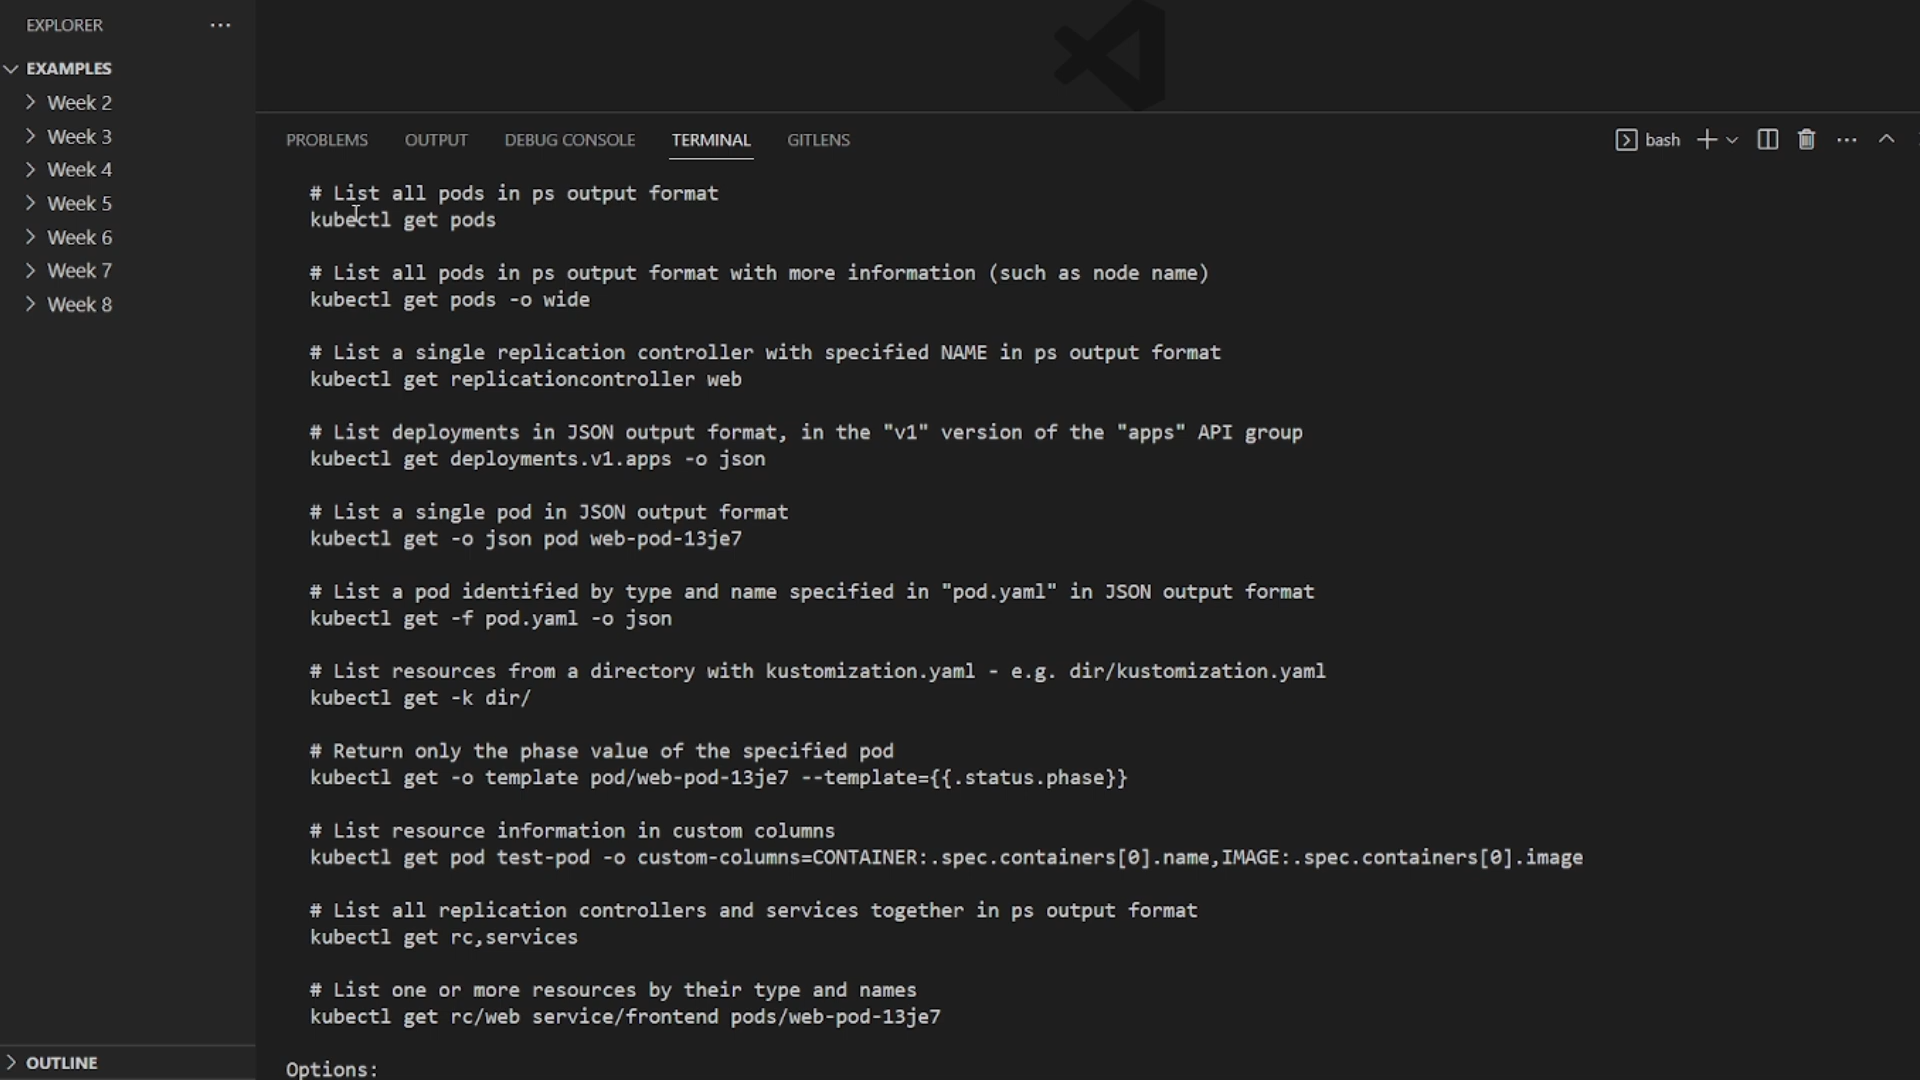 EXPLORER
EXAMPLES
Week 2
Week 3
Week 4
Week 5
Week 6
Week 7
Week 8
OUTLINE
PROBLEMS OUTPUT DEBUG CONSOLE TERMINAL GITLENS bash
# List all pods in ps output format
kubectl get pods
# List all pods in ps output format with more information (such as node name)
kubectl get pods -o wide
# List a single replication controller with specified NAME in ps output format
kubectl get replicationcontroller web
# List deployments in JSON output format, in the "v1" version of the "apps" API group
kubectl get deployments.v1.apps -o json
# List a single pod in JSON output format
kubectl get -o json pod web-pod-13je7
# List a pod identified by type and name specified in "pod.yaml" in JSON output format
kubectl get -f pod.yaml -o json
# List resources from a directory with kustomization.yaml - e.g. dir/kustomization.yaml
kubectl get -k dir/
# Return only the phase value of the specified pod
kubectl get -o template pod/web-pod-13je7 --template={{.status.phase}}
# List resource information in custom columns
kubectl get pod test-pod -o custom-columns=CONTAINER:.spec.containers[0].name,IMAGE:.spec.containers[0].image
# List all replication controllers and services together in ps output format
kubectl get rc,services
# List one or more resources by their type and names
kubectl get rc/web service/frontend pods/web-pod-13je7
Options: